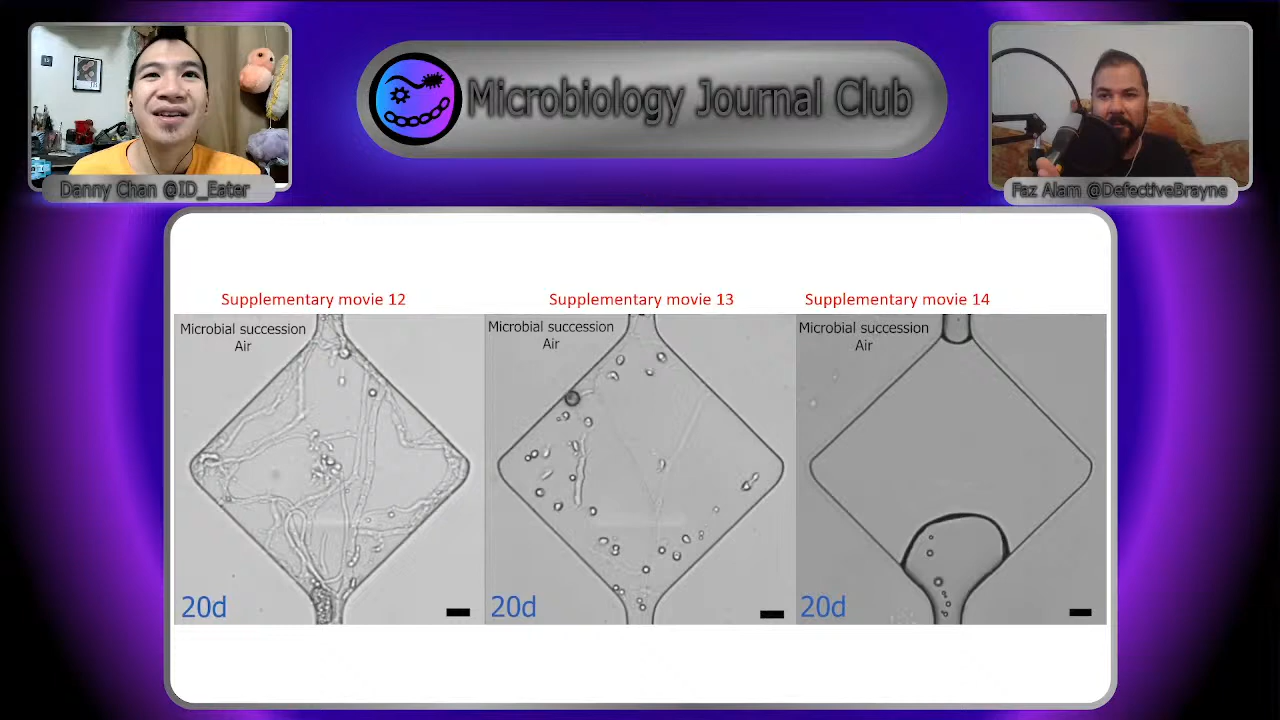 Microbiology Journal Club
Danny Chan @ID_Eater
Faz Alam @DefectiveBrayne
Supplementary movie 12
Supplementary movie 13
Supplementary movie 14
Microbial succession
Air
Microbial succession
Air
Microbial succession
Air
20d
20d
20d